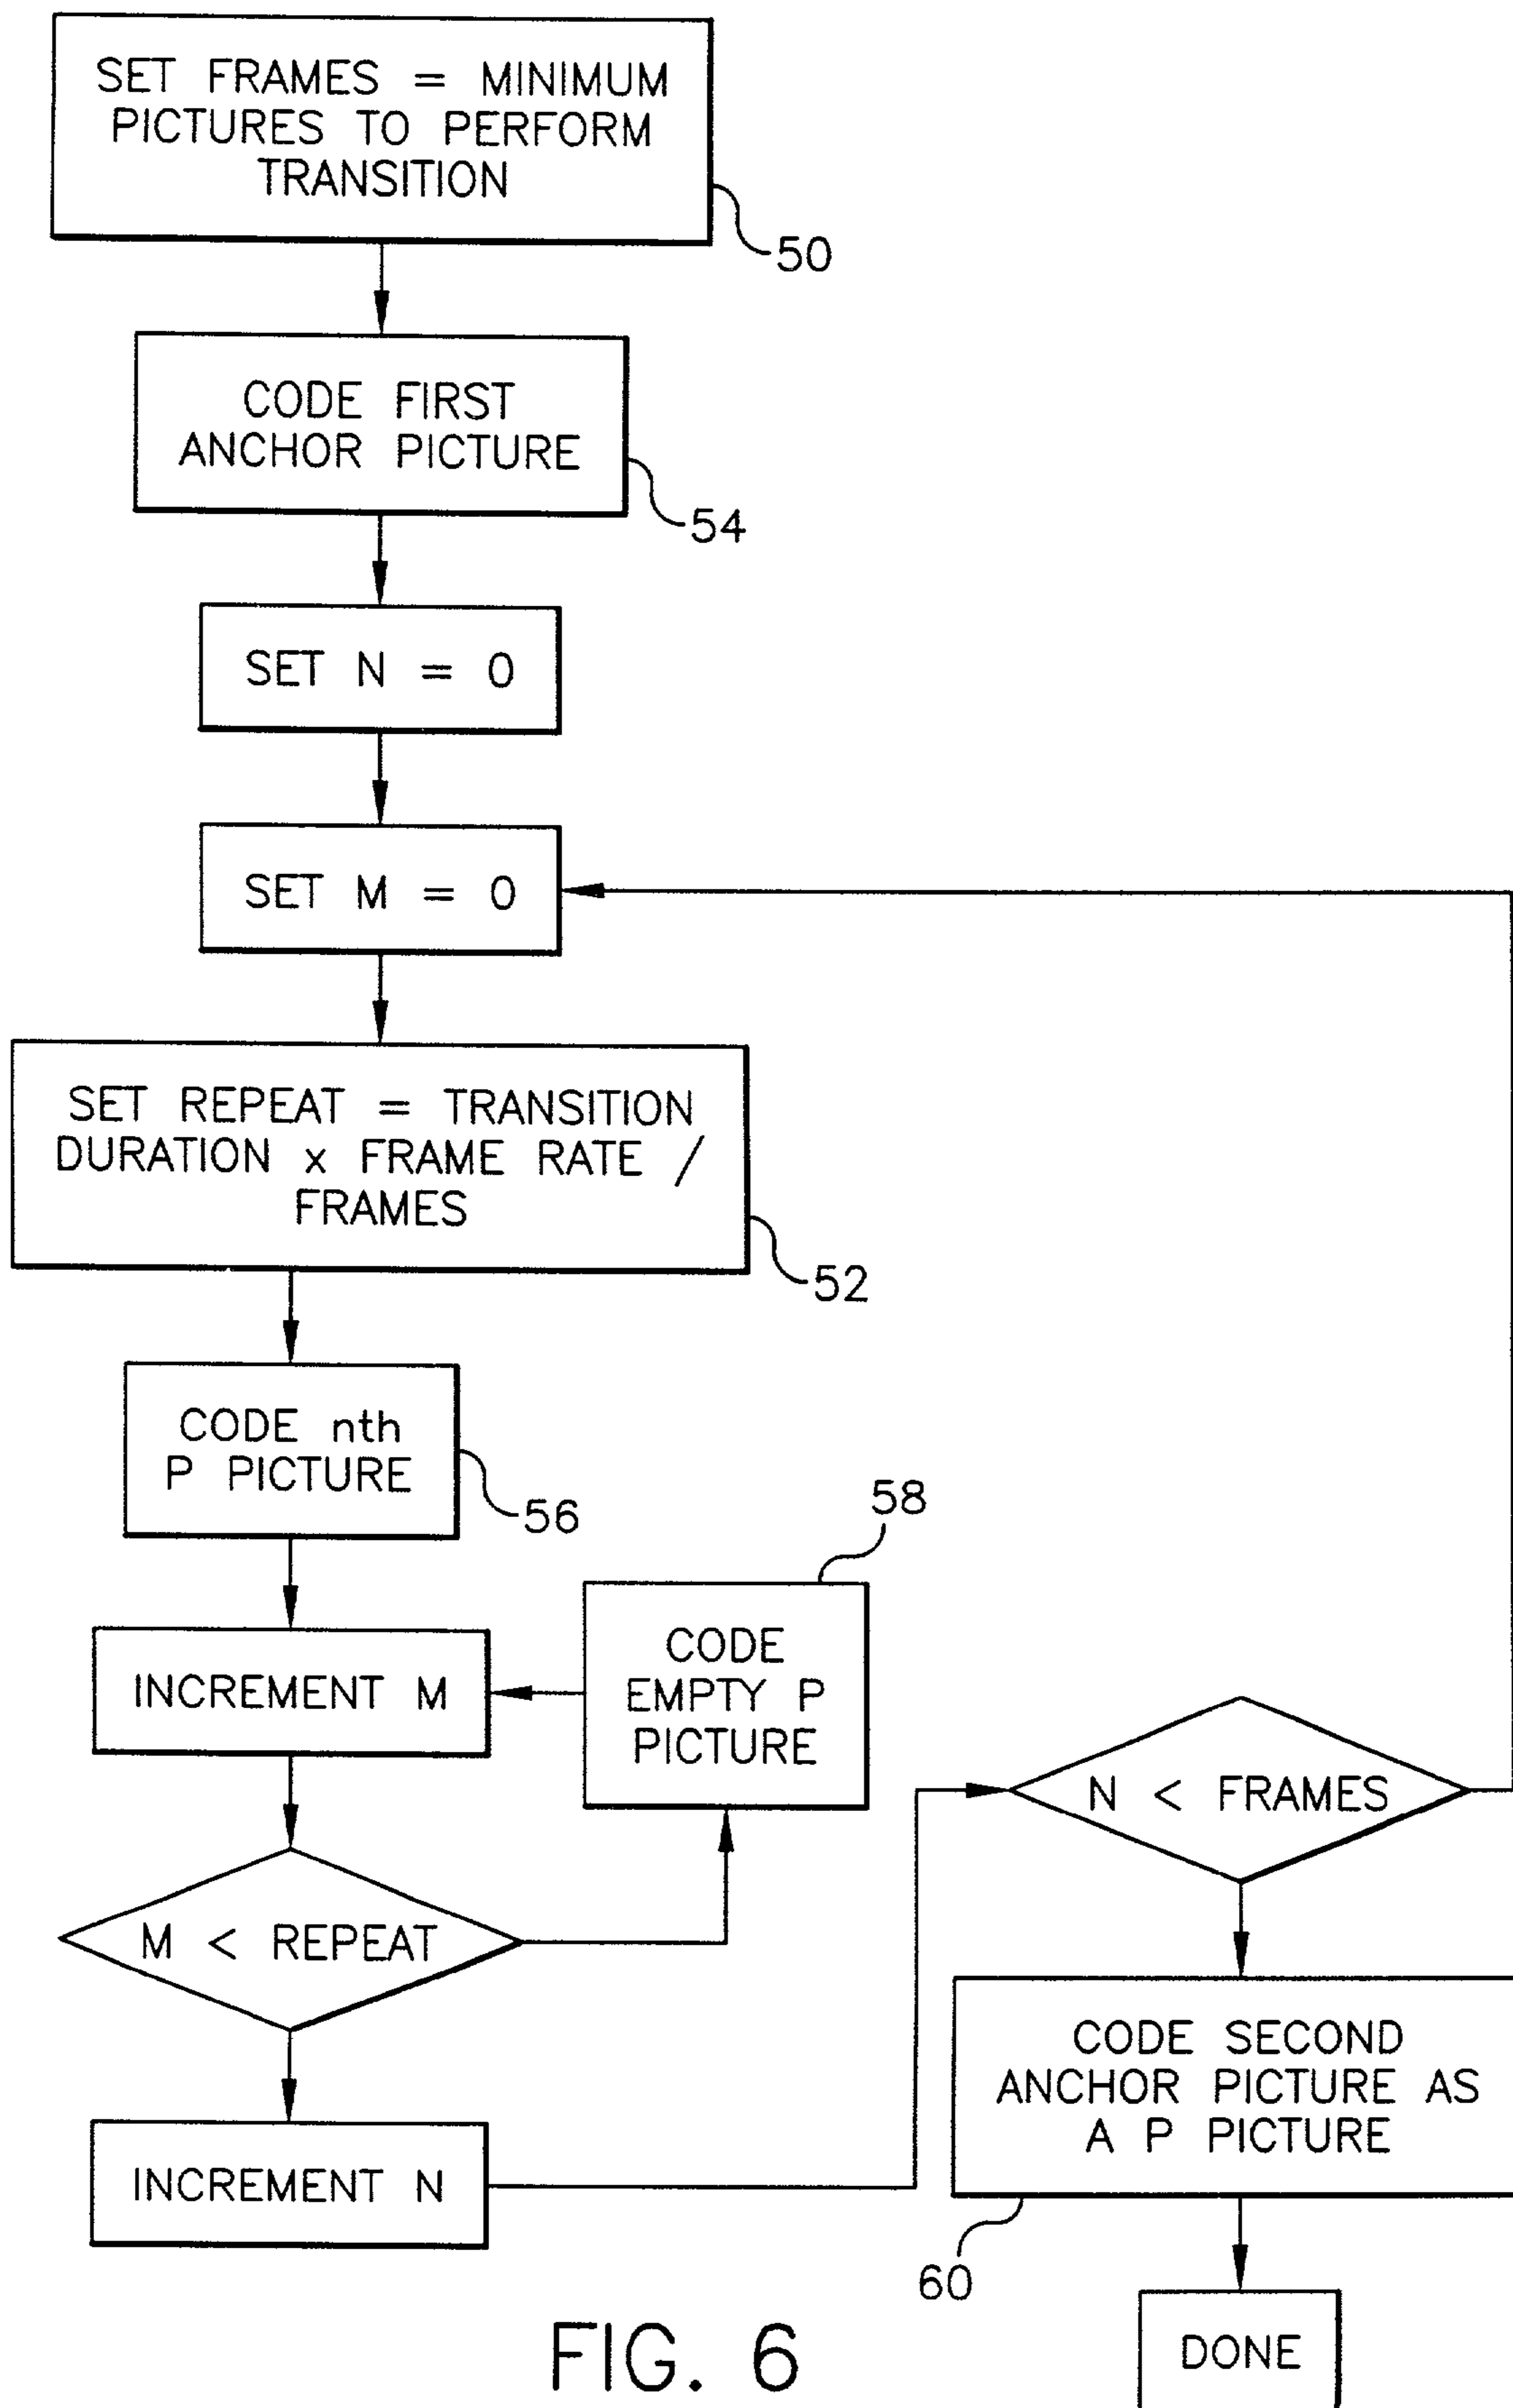 SET FRAMES = MINIMUM
PICTURES TO PERFORM
TRANSITION
50
CODE FIRST
ANCHOR PICTURE
54
SET N = 0
SET M = 0
SET REPEAT = TRANSITION
DURATION x FRAME RATE /
FRAMES
52
CODE nth
P PICTURE
56
58
CODE
EMPTY P
PICTURE
INCREMENT M
M < REPEAT
INCREMENT N
N < FRAMES
CODE SECOND
ANCHOR PICTURE AS
A P PICTURE
60
DONE
FIG. 6